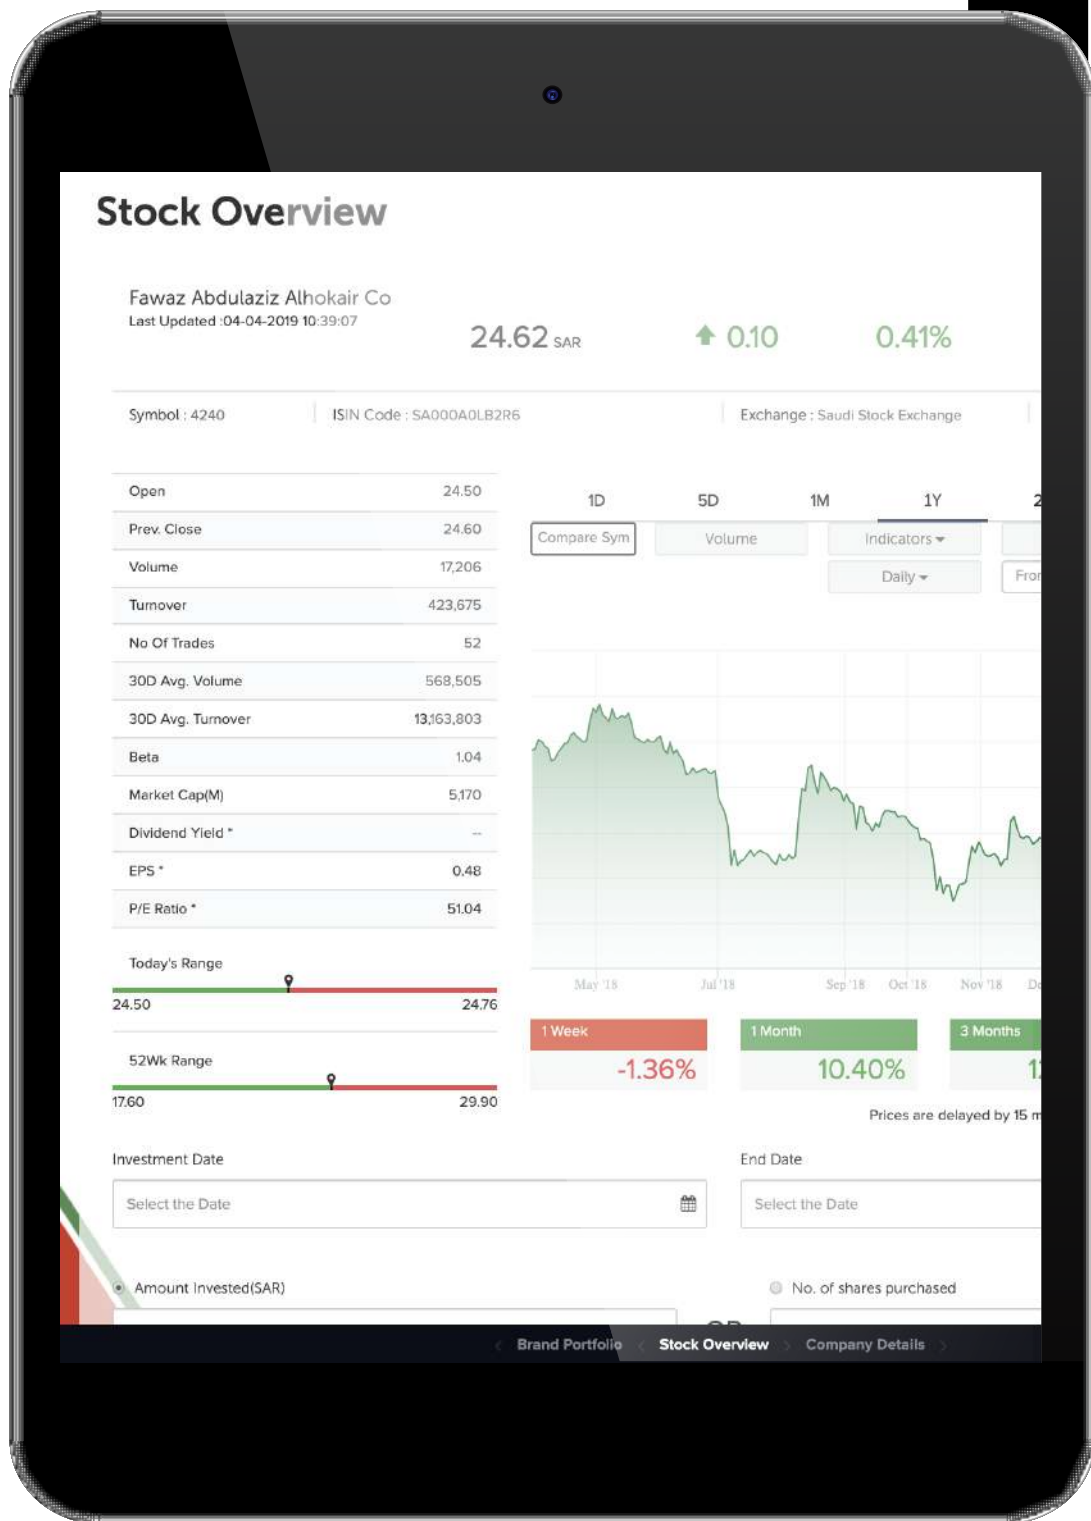 Stock Overview
Fawaz Abdulaziz Alhokair Co
Last Updated :04-04-2019 10:39:07
24.62 SAR 0.10 0.41%
Symbol : 4240 ISIN Code : SA000A0LB2R6 Exchange : Saudi Stock Exchange
Open 24.50
Prev. Close 24.60
Volume 17,206
Turnover 423,675
No Of Trades 52
30D Avg. Volume 568,505
30D Avg. Turnover 13,163,803
Beta 1.04
Market Cap(M) 5,170
Dividend Yield * --
EPS * 0.48
P/E Ratio * 51.04
Today's Range
24.50 24.76
52Wk Range
17.60 29.90
1D 5D 1M 1Y 2
Compare Sym Volume Indicators
Daily
May '18 Jul '18 Sep '18 Oct '18 Nov '18
1 Week 1 Month 3 Months
-1.36% 10.40%
Prices are delayed by 15
Investment Date End Date
Select the Date Select the Date
Amount Invested(SAR) No. of shares purchased
Brand Portfolio Stock Overview Company Details